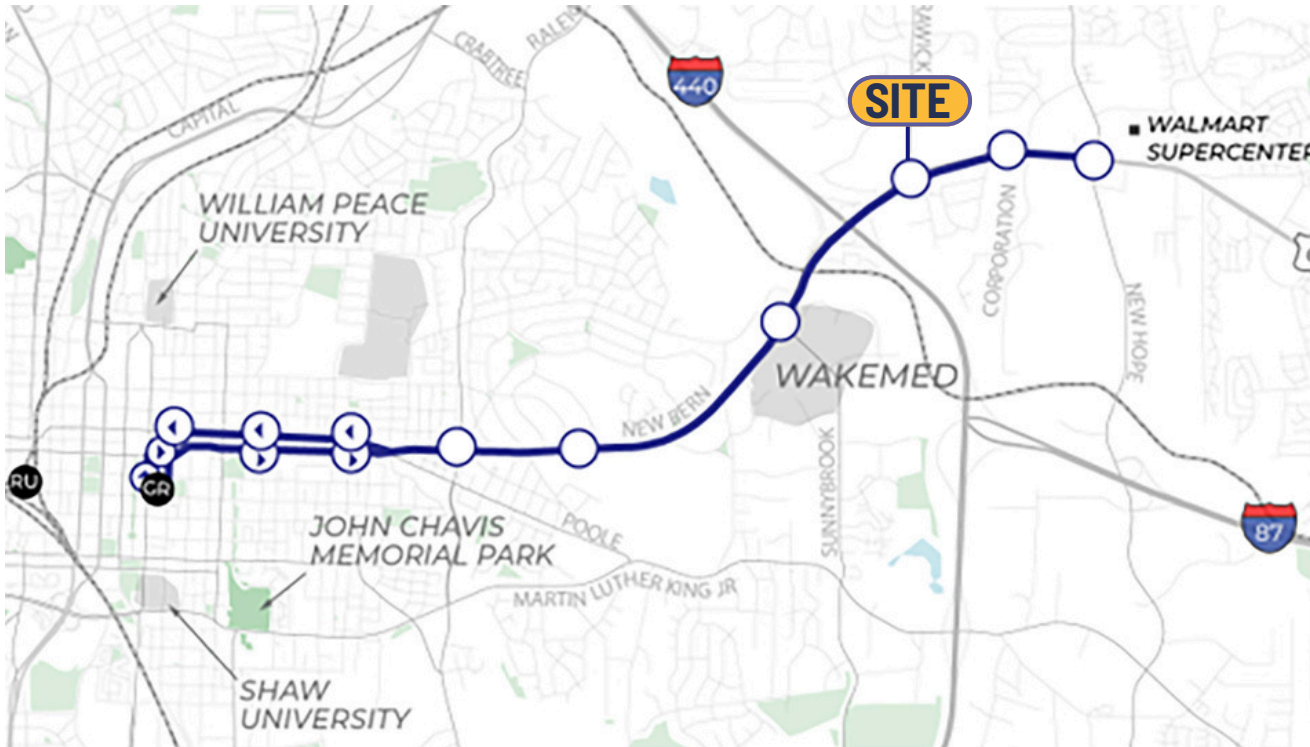 RALEIGH
CRABTREE
440
SITE
CAPITAL
WALMART
SUPERCENTER
WILLIAM PEACE
UNIVERSITY
CORPORATION
NEW HOPE
WAKEMED
NEW BERN
RU
GR
SUNNYBROOK
JOHN CHAVIS
MEMORIAL PARK
POOLE
87
MARTIN LUTHER KING JR
SHAW
UNIVERSITY